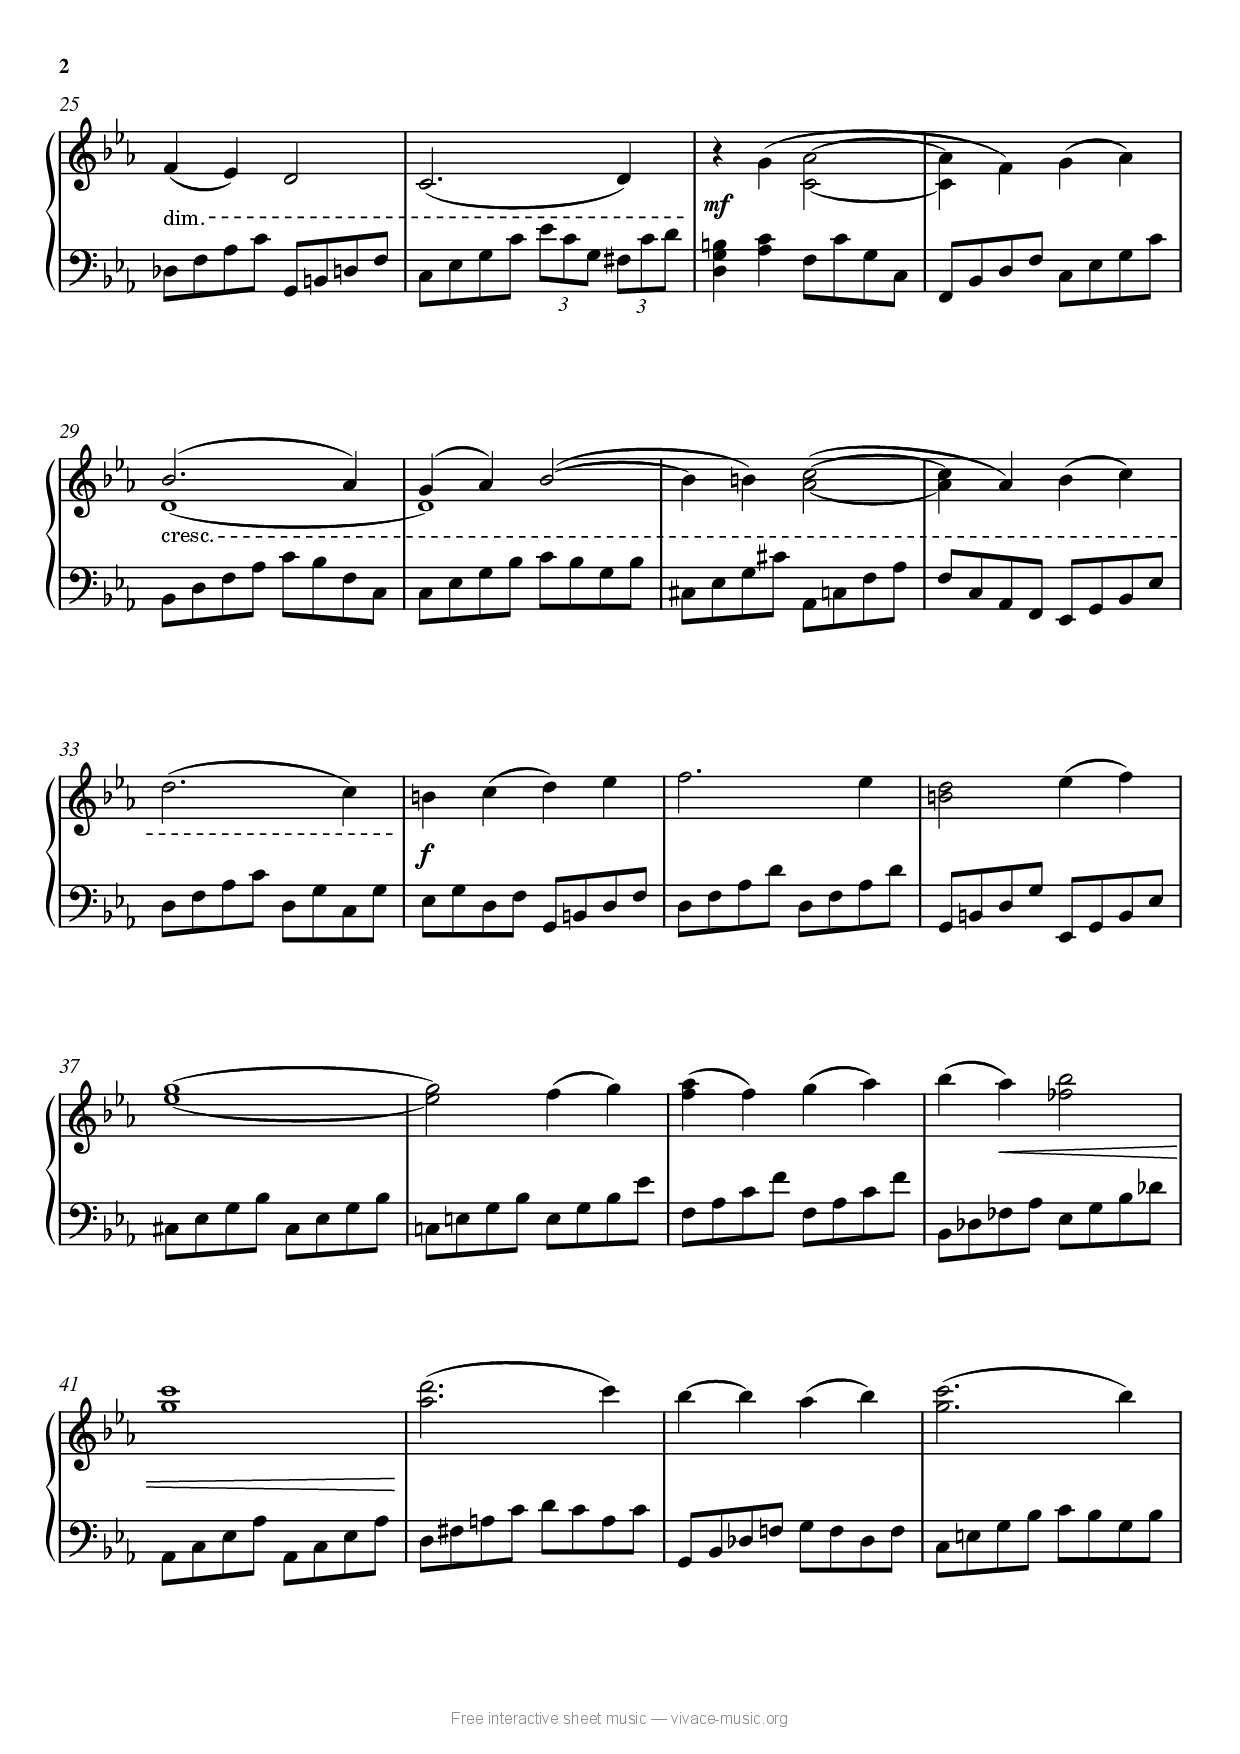 2
25
dim.
mf
3
3
29
cresc.
33
f
37
41
Free interactive sheet music — vivace-music.org